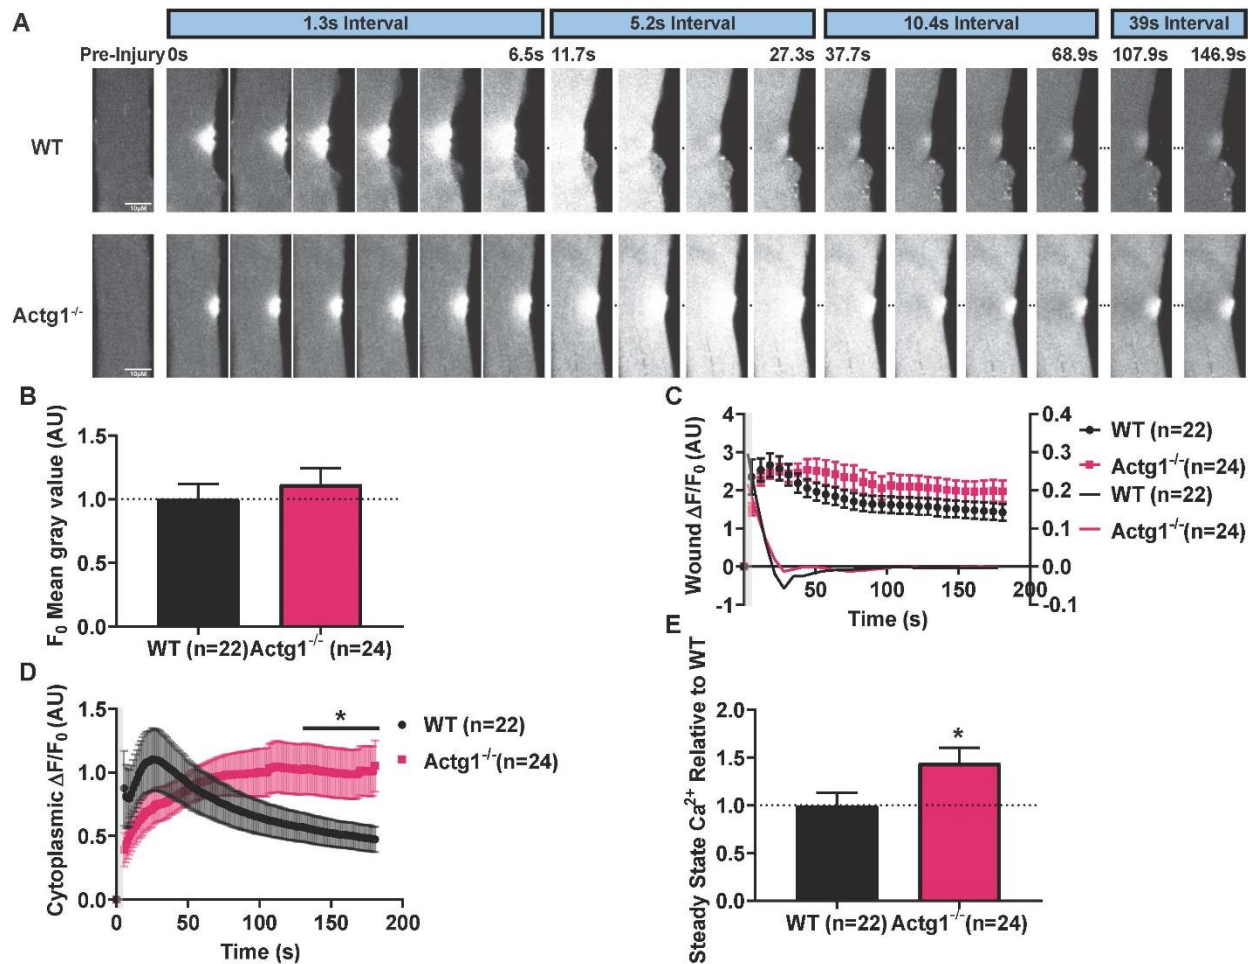 A
1.3s Interval
5.2s Interval
10.4s Interval
39s Interval
Pre-Injury 0s 6.5s 11.7s 27.3s 37.7s 68.9s 107.9s 146.9s
WT
10µM
Actg1⁻/⁻
10µM
B
F₀ Mean gray value (AU)
1.5
1.0
0.5
0.0
WT (n=22) Actg1⁻/⁻ (n=24)
C
Wound ΔF/F₀ (AU)
4
3
2
1
0
-1
50 100 150 200
Time (s)
0.4
0.3
0.2
0.1
0.0
-0.1
WT (n=22)
Actg1⁻/⁻(n=24)
WT (n=22)
Actg1⁻/⁻(n=24)
D
Cytoplasmic ΔF/F₀ (AU)
1.5
1.0
0.5
0.0
0 50 100 150 200
Time (s)
*
WT (n=22)
Actg1⁻/⁻(n=24)
E
Steady State Ca²⁺ Relative to WT
2.0
1.5
1.0
0.5
0.0
*
WT (n=22) Actg1⁻/⁻(n=24)